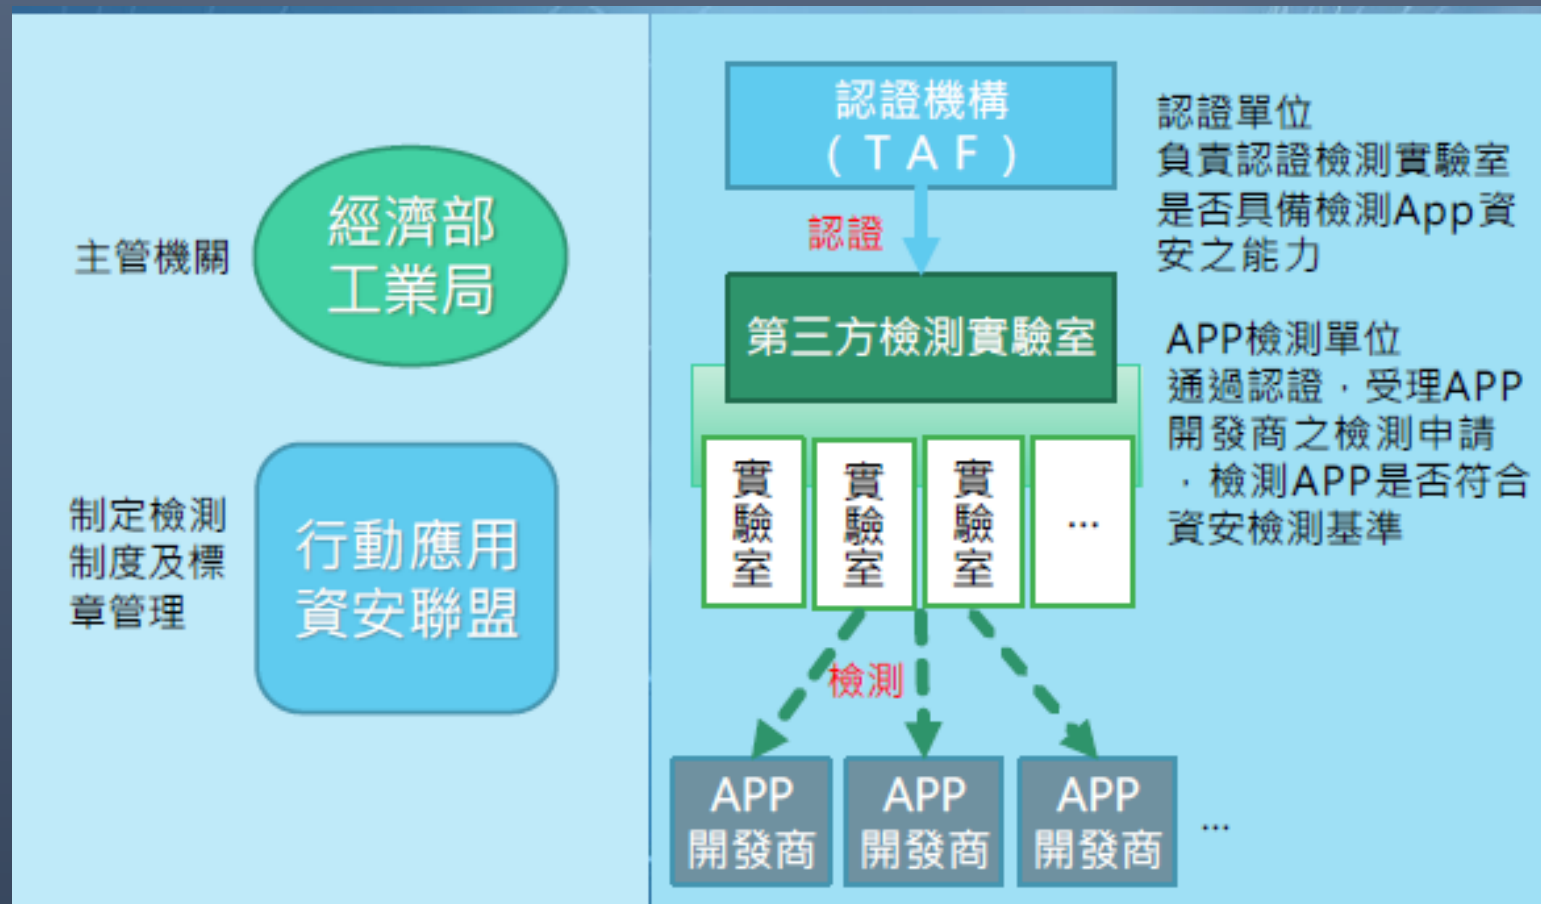 主管機關
經濟部
工業局
制定檢測
制度及標
章管理
行動應用
資安聯盟
認證機構
(TAF)
認證
認證單位
負責認證檢測實驗室
是否具備檢測App資
安之能力
第三方檢測實驗室
實驗室
實驗室
實驗室
...
APP檢測單位
通過認證,受理APP
開發商之檢測申請
,檢測APP是否符合
資安檢測基準
檢測
APP
開發商
APP
開發商
APP
開發商
...